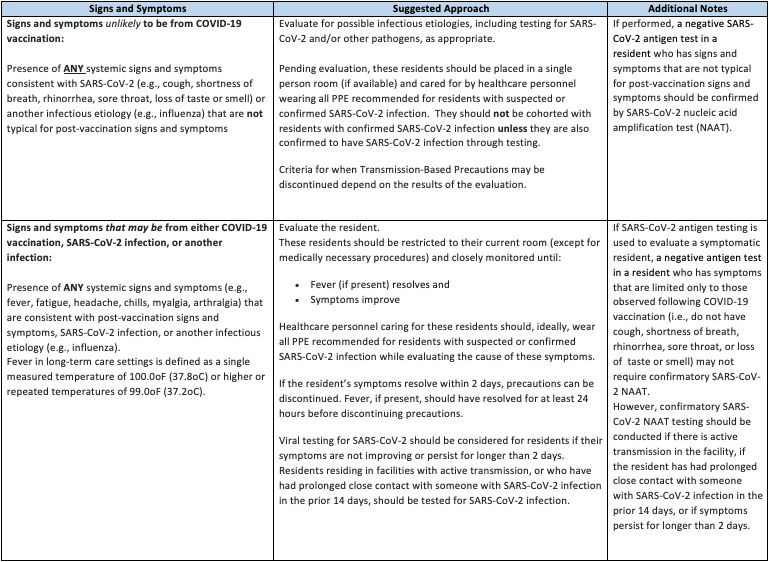 Signs and Symptoms
Suggested Approach
Additional Notes
Signs and symptoms unlikely to be from COVID-19
vaccination:
Presence of ANY systemic signs and symptoms
consistent with SARS-CoV-2 (e.g., cough, shortness of
breath, rhinorrhea, sore throat, loss of taste or smell) or
another infectious etiology (e.g., influenza) that are not
typical for post-vaccination signs and symptoms
Evaluate for possible infectious etiologies, including testing for SARS-
CoV-2 and/or other pathogens, as appropriate.
Pending evaluation, these residents should be placed in a single
person room (if available) and cared for by healthcare personnel
wearing all PPE recommended for residents with suspected or
confirmed SARS-CoV-2 infection. They should not be cohorted with
residents with confirmed SARS-CoV-2 infection unless they are also
confirmed to have SARS-CoV-2 infection through testing.
Criteria for when Transmission-Based Precautions may be
discontinued depend on the results of the evaluation.
If performed, a negative SARS-
CoV-2 antigen test in a
resident who has signs and
symptoms that are not typical
for post-vaccination signs and
symptoms should be confirmed
by SARS-CoV-2 nucleic acid
amplification test (NAAT).
Signs and symptoms that may be from either COVID-19
vaccination, SARS-CoV-2 infection, or another
infection:
Presence of ANY systemic signs and symptoms (e.g.,
fever, fatigue, headache, chills, myalgia, arthralgia) that
are consistent with post-vaccination signs and
symptoms, SARS-CoV-2 infection, or another infectious
etiology (e.g., influenza).
Fever in long-term care settings is defined as a single
measured temperature of 100.0oF (37.8oC) or higher or
repeated temperatures of 99.0oF (37.2oC).
Evaluate the resident.
These residents should be restricted to their current room (except for
medically necessary procedures) and closely monitored until:
• Fever (if present) resolves and
• Symptoms improve
Healthcare personnel caring for these residents should, ideally, wear
all PPE recommended for residents with suspected or confirmed
SARS-CoV-2 infection while evaluating the cause of these symptoms.
If the resident's symptoms resolve within 2 days, precautions can be
discontinued. Fever, if present, should have resolved for at least 24
hours before discontinuing precautions.
Viral testing for SARS-CoV-2 should be considered for residents if their
symptoms are not improving or persist for longer than 2 days.
Residents residing in facilities with active transmission, or who have
had prolonged close contact with someone with SARS-CoV-2 infection
in the prior 14 days, should be tested for SARS-CoV-2 infection.
If SARS-CoV-2 antigen testing is
used to evaluate a symptomatic
resident, a negative antigen test
in a resident who has symptoms
that are limited only to those
observed following COVID-19
vaccination (i.e., do not have
cough, shortness of breath,
rhinorrhea, sore throat, or loss
of taste or smell) may not
require confirmatory SARS-CoV-
2 NAAT.
However, confirmatory SARS-
CoV-2 NAAT testing should be
conducted if there is active
transmission in the facility, if
the resident has had prolonged
close contact with someone
with SARS-CoV-2 infection in the
prior 14 days, or if symptoms
persist for longer than 2 days.